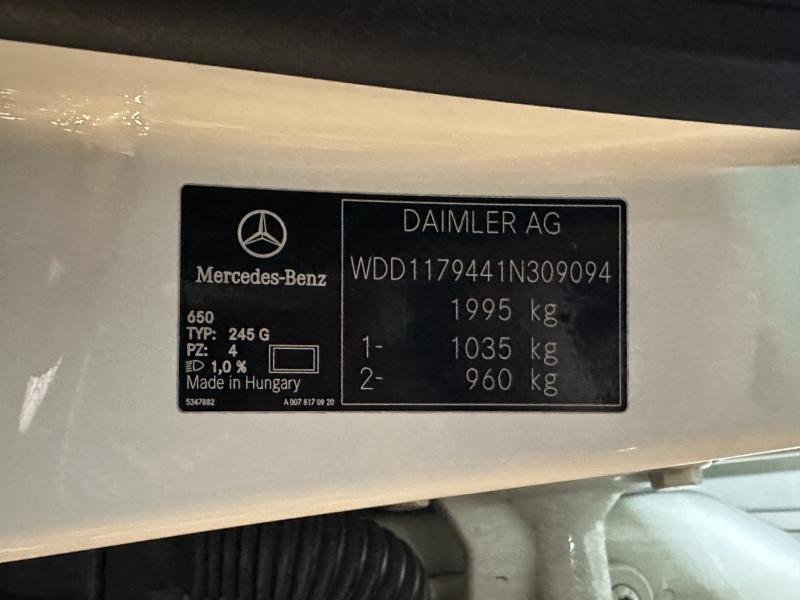 Mercedes-Benz
650
TYP: 245 G
PZ: 4
1,0 %
Made in Hungary
5347882 A 007 817 09 20
DAIMLER AG
WDD1179441N309094
1995 kg
1- 1035 kg
2- 960 kg